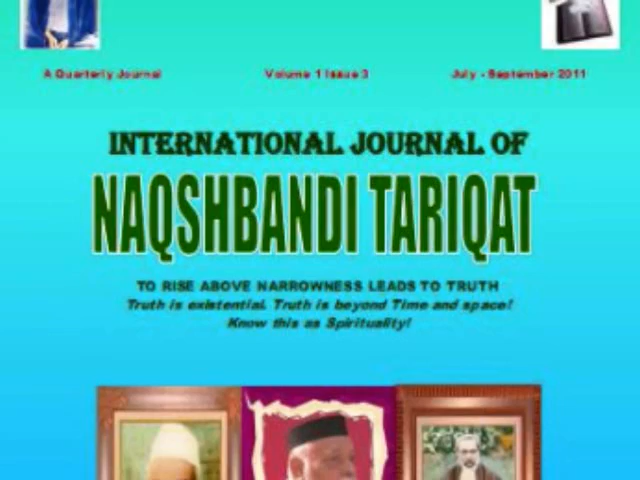 A Quarterly Journal Volume 1 Issue 3 July - September 2011
INTERNATIONAL JOURNAL OF
NAQSHBANDI TARIQAT
TO RISE ABOVE NARROWNESS LEADS TO TRUTH
Truth is existential. Truth is beyond Time and space!
Know this as Spirituality!